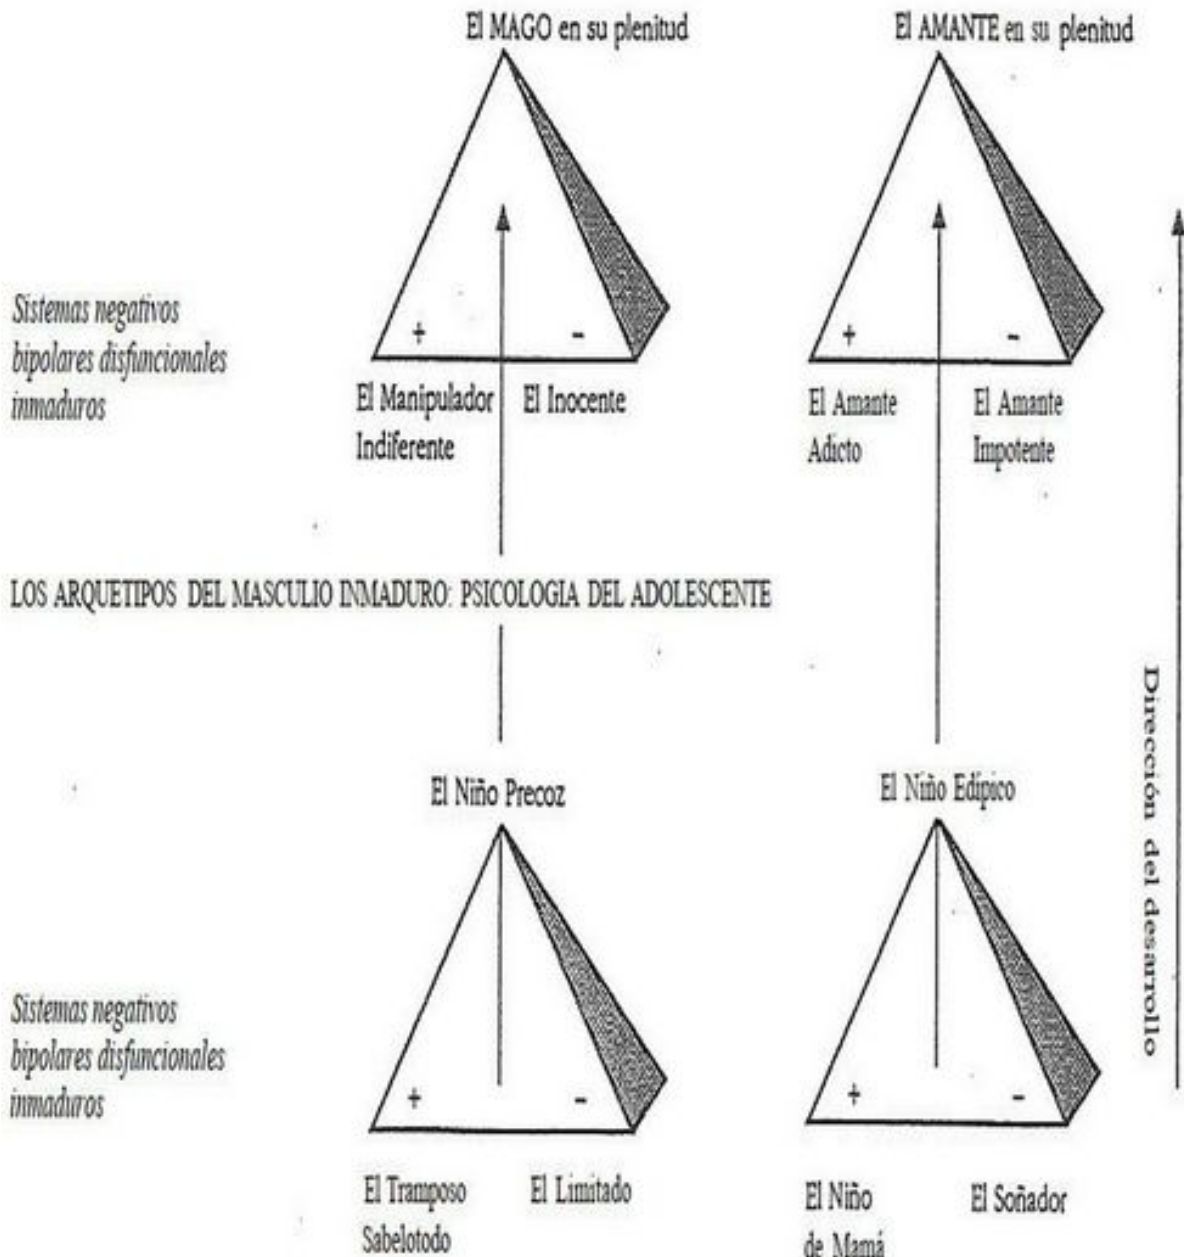 El MAGO en su plenitud
El AMANTE en su plenitud
Sistemas negativos
bipolares disfuncionales
inmaduros
+
-
+
-
El Manipulador
Indiferente
El Inocente
El Amante
Adicto
El Amante
Impotente
LOS ARQUETIPOS DEL MASCULIO INMADURO: PSICOLOGIA DEL ADOLESCENTE
Dirección del desarrollo
El Niño Precoz
El Niño Edípico
Sistemas negativos
bipolares disfuncionales
inmaduros
+
-
+
-
El Tramposo
Sabelotodo
El Limitado
El Niño
de Mamá
El Soñador